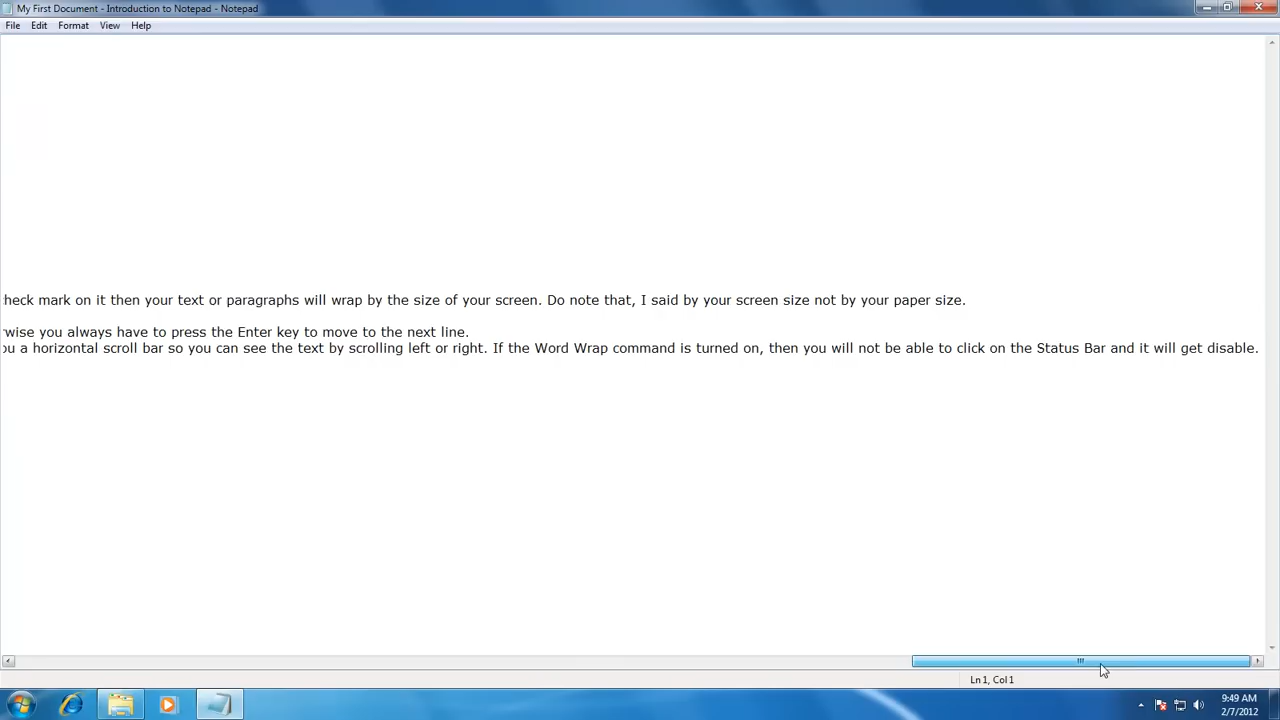 My First Document - Introduction to Notepad - Notepad
File Edit Format View Help
heck mark on it then your text or paragraphs will wrap by the size of your screen. Do note that, I said by your screen size not by your paper size.
rwise you always have to press the Enter key to move to the next line.
ou a horizontal scroll bar so you can see the text by scrolling left or right. If the Word Wrap command is turned on, then you will not be able to click on the Status Bar and it will get disable.
Ln 1, Col 1
9:49 AM
2/7/2012